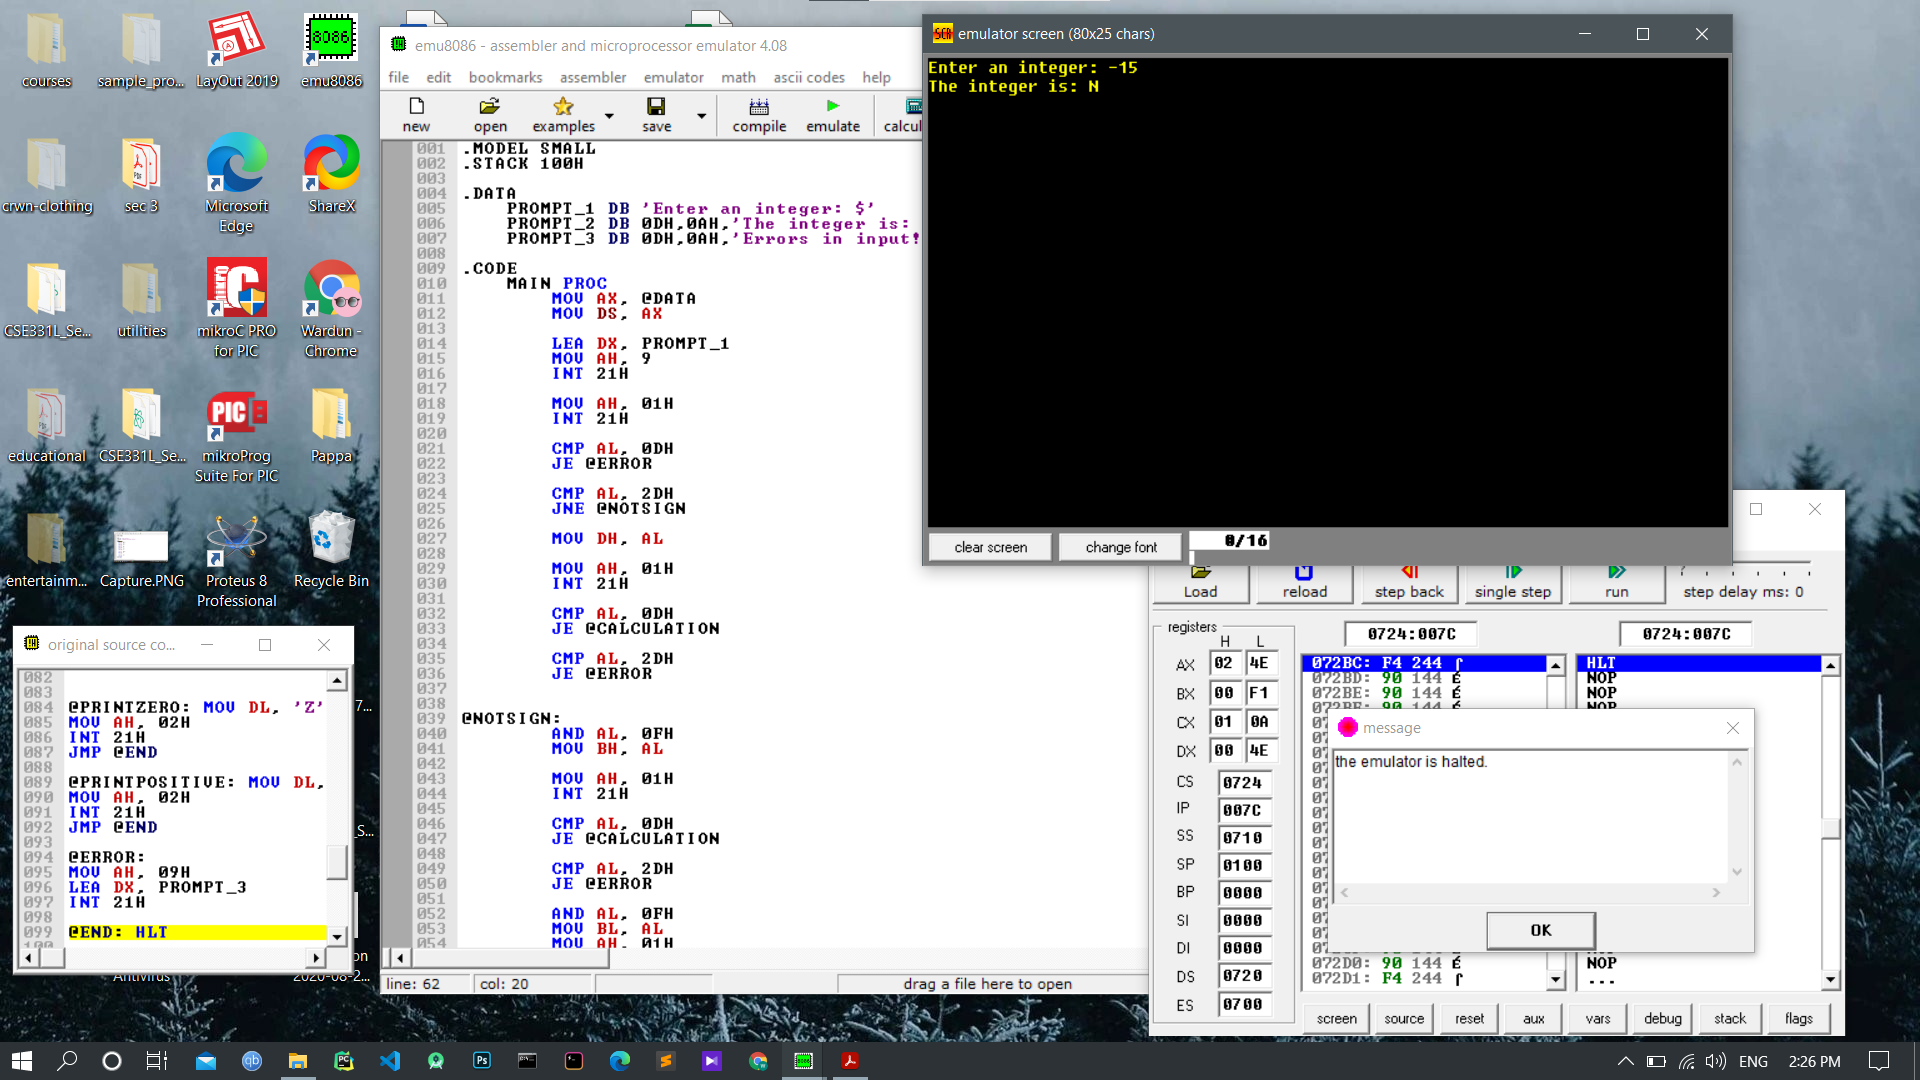 courses
sample_pro...
LayOut 2019
emu8086
crwn-clothing
sec 3
Microsoft Edge
ShareX
CSE331L_Se...
utilities
mikroC PRO for PIC
Wardun - Chrome
educational
CSE331L_Se...
mikroProg Suite For PIC
Pappa
entertainm...
Capture.PNG
Proteus 8 Professional
Recycle Bin
emu8086 - assembler and microprocessor emulator 4.08
file edit bookmarks assembler emulator math ascii codes help
new open examples save compile emulate calcul
001 .MODEL SMALL
002 .STACK 100H
003
004 .DATA
005 PROMPT_1 DB 'Enter an integer: $'
006 PROMPT_2 DB 0DH,0AH,'The integer is:
007 PROMPT_3 DB 0DH,0AH,'Errors in input!
008
009 .CODE
010 MAIN PROC
011 MOV AX, @DATA
012 MOV DS, AX
013
014 LEA DX, PROMPT_1
015 MOV AH, 9
016 INT 21H
017
018 MOV AH, 01H
019 INT 21H
020
021 CMP AL, 0DH
022 JE @ERROR
023
024 CMP AL, 2DH
025 JNE @NOTSIGN
026
027 MOV DH, AL
028
029 MOV AH, 01H
030 INT 21H
031
032 CMP AL, 0DH
033 JE @CALCULATION
034
035 CMP AL, 2DH
036 JE @ERROR
037
038
039 @NOTSIGN:
040 AND AL, 0FH
041 MOV BH, AL
042
043 MOV AH, 01H
044 INT 21H
045
046 CMP AL, 0DH
047 JE @CALCULATION
048
049 CMP AL, 2DH
050 JE @ERROR
051
052 AND AL, 0FH
053 MOV BL, AL
054 MOV AH, 01H
line: 62 col: 20 drag a file here to open
emulator screen (80x25 chars)
Enter an integer: -15
The integer is: N
clear screen change font 0/16
original source co...
082
083
084 @PRINTZERO: MOV DL, 'Z'
085 MOV AH, 02H
086 INT 21H
087 JMP @END
088
089 @PRINTPOSITIVE: MOV DL,
090 MOV AH, 02H
091 INT 21H
092 JMP @END
093
094 @ERROR:
095 MOV AH, 09H
096 LEA DX, PROMPT_3
097 INT 21H
098
099 @END: HLT
100
7...
_S...
on
Antivirus
2020-08-2...
Load reload step back single step run step delay ms: 0
registers
H L
AX 02 4E
BX 00 F1
CX 01 0A
DX 00 4E
CS 0724
IP 007C
SS 0710
SP 0100
BP 0000
SI 0000
DI 0000
DS 0720
ES 0700
0724:007C 0724:007C
072BC: F4 244 ⌠ HLT
072BD: 90 144 É NOP
072BE: 90 144 É NOP
072BF: 90 144 É NOP
message
the emulator is halted.
OK
072D0: 90 144 É NOP
072D1: F4 244 ⌠ ...
screen source reset aux vars debug stack flags
ENG 2:26 PM